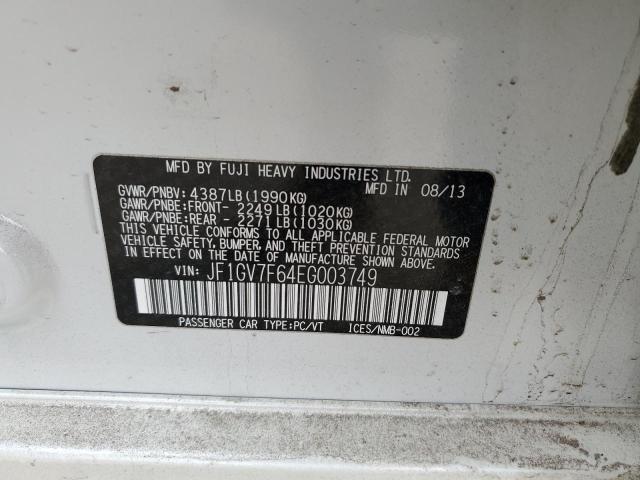 MFD BY FUJI HEAVY INDUSTRIES LTD.
MFD IN 08/13
GVWR/PNBV: 4387LB(1990KG)
GAWR/PNBE:FRONT- 2249LB(1020KG)
GAWR/PNBE:REAR - 2271LB(1030KG)
THIS VEHICLE CONFORMS TO ALL APPLICABLE FEDERAL MOTOR
VEHICLE SAFETY, BUMPER, AND THEFT PREVENTION STANDARDS
IN EFFECT ON THE DATE OF MANUFACTURE SHOWN ABOVE.
VIN: JF1GV7F64EG003749
PASSENGER CAR TYPE:PC/VT ICES/NMB-002